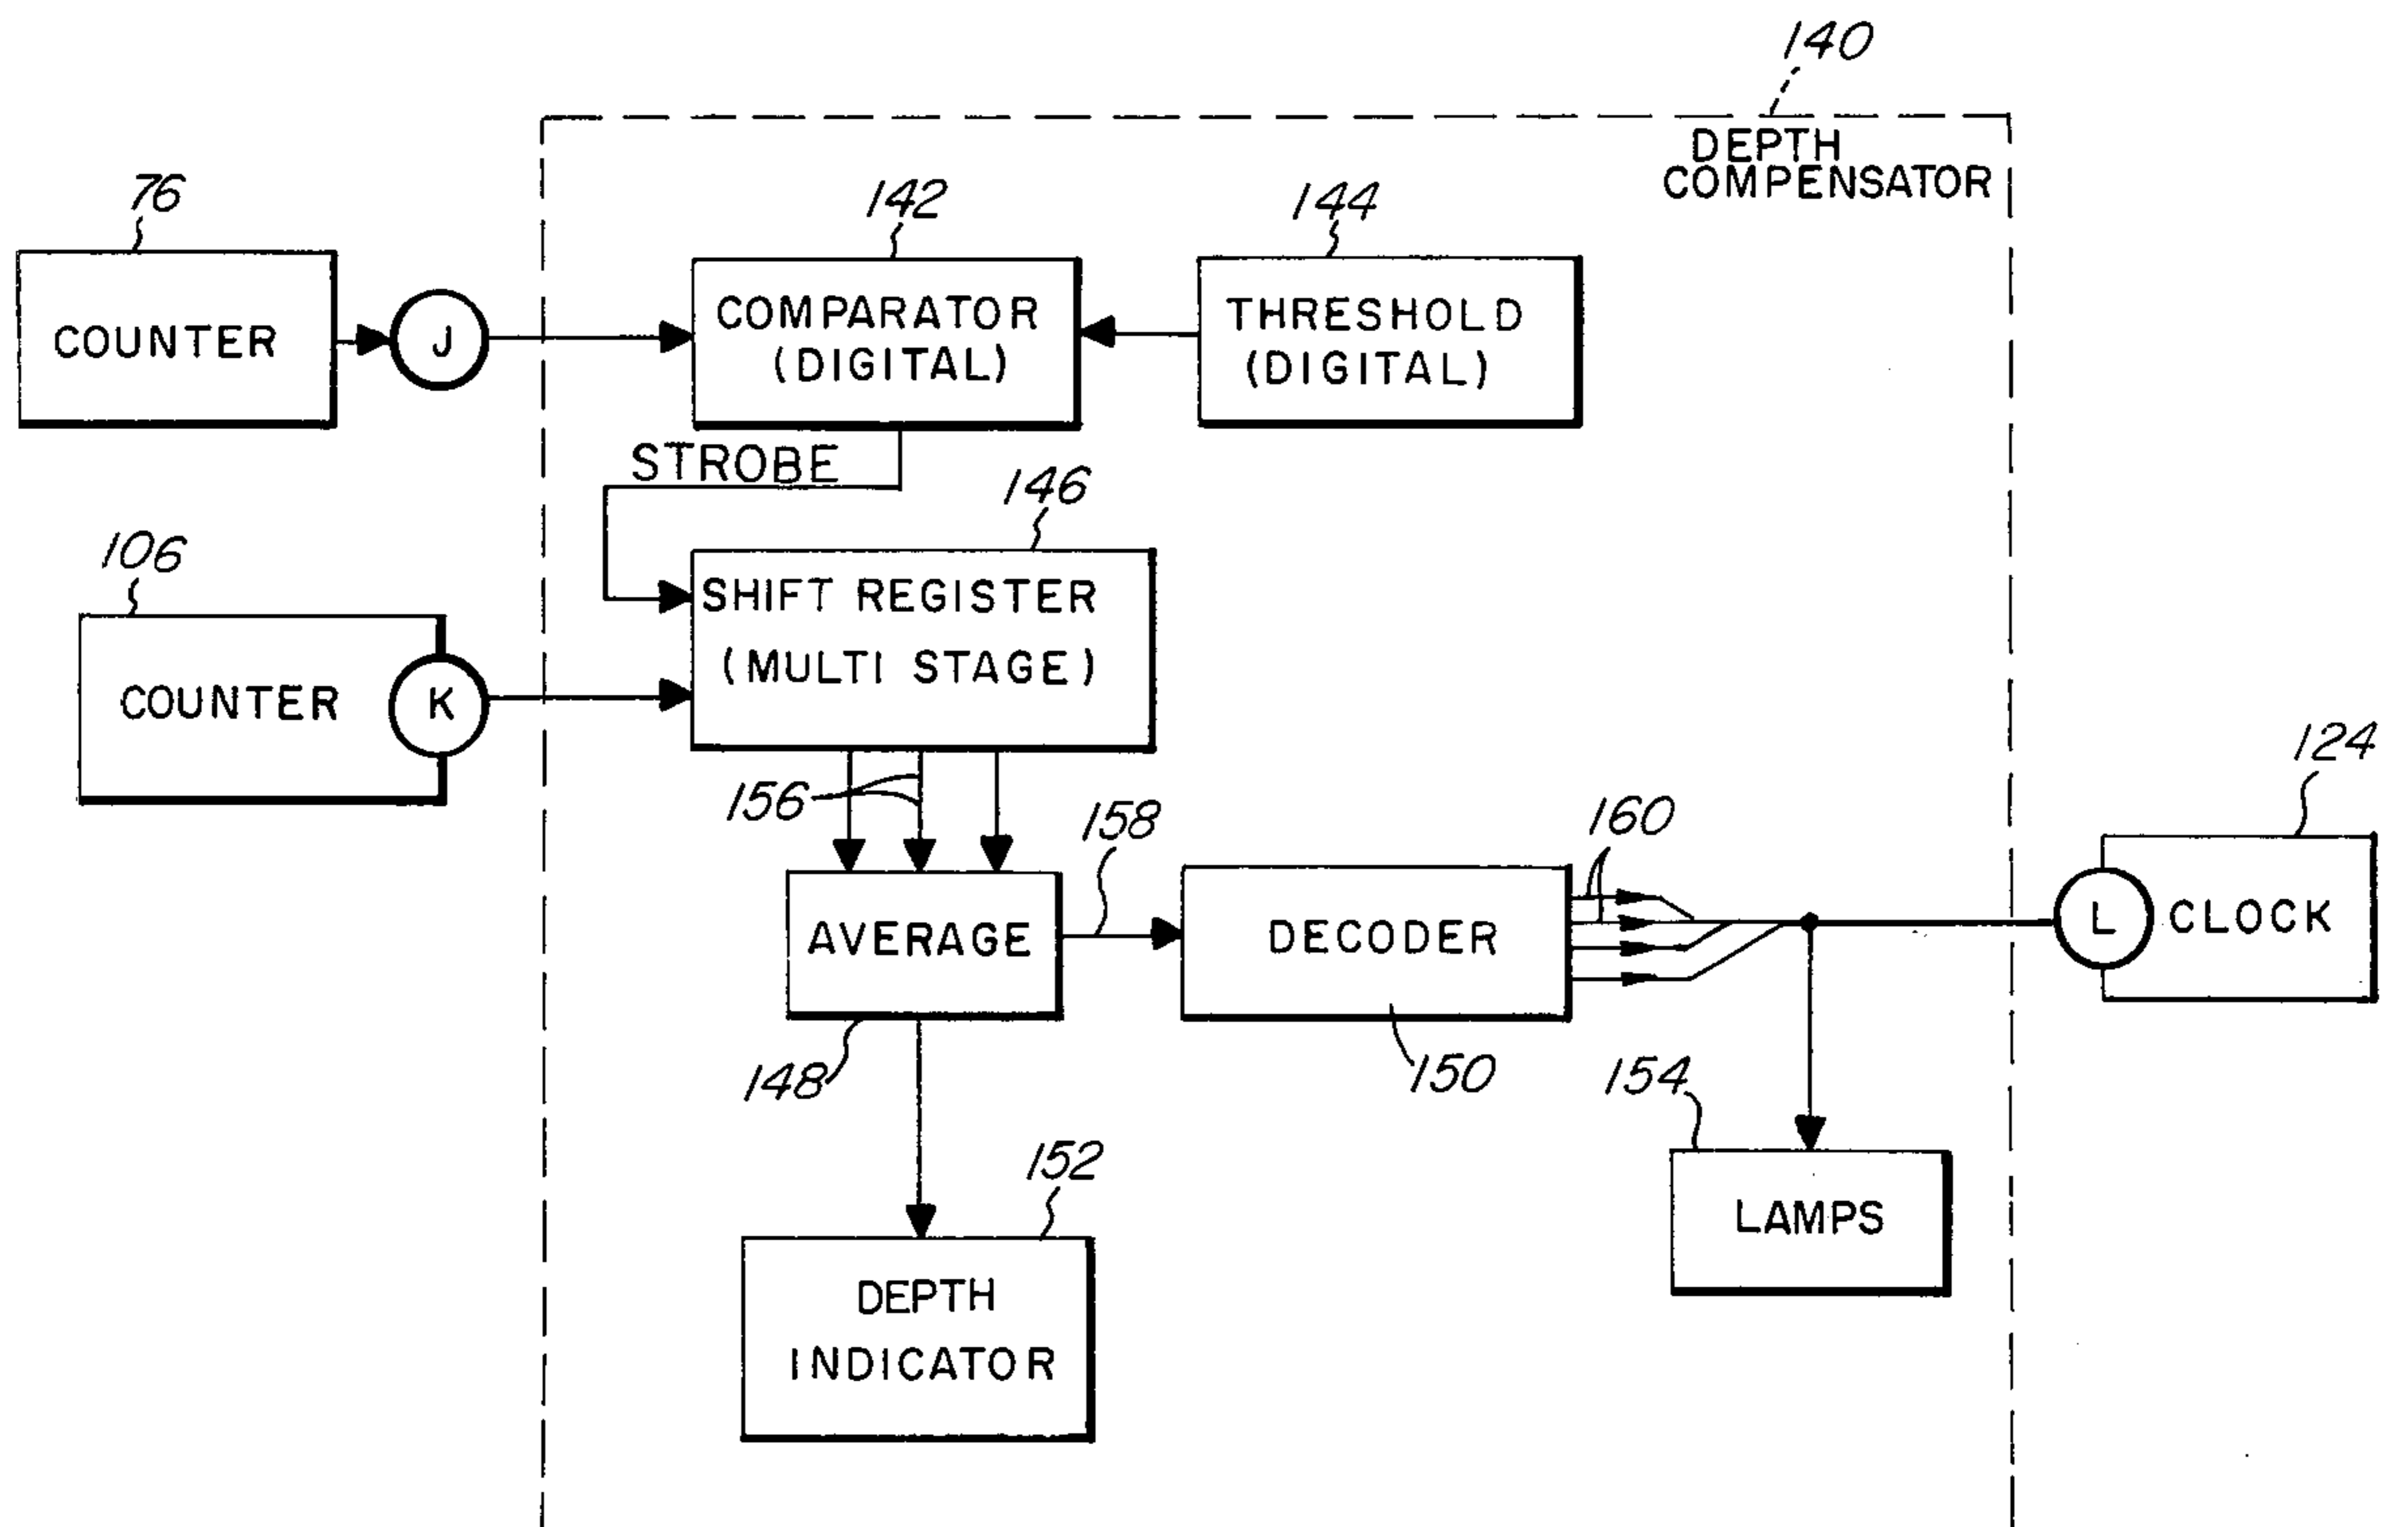 140
DEPTH
COMPENSATOR
76
142
144
COUNTER
J
COMPARATOR
(DIGITAL)
THRESHOLD
(DIGITAL)
STROBE
146
106
SHIFT REGISTER
(MULTI STAGE)
COUNTER
K
156
158
160
124
AVERAGE
DECODER
L
CLOCK
148
150
154
152
LAMPS
DEPTH
INDICATOR